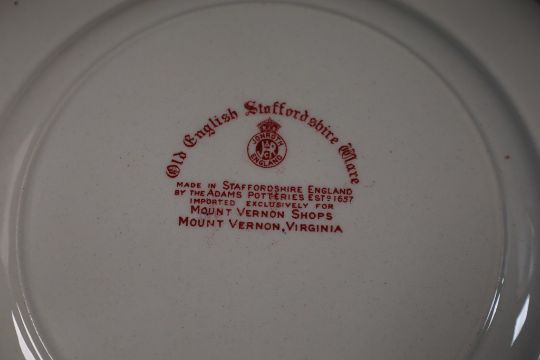 Old English Staffordshire Ware
JONROTH
ENGLAND
MADE IN STAFFORDSHIRE ENGLAND
BY THE ADAMS POTTERIES ESTD 1657
IMPORTED EXCLUSIVELY FOR
MOUNT VERNON SHOPS
MOUNT VERNON, VIRGINIA